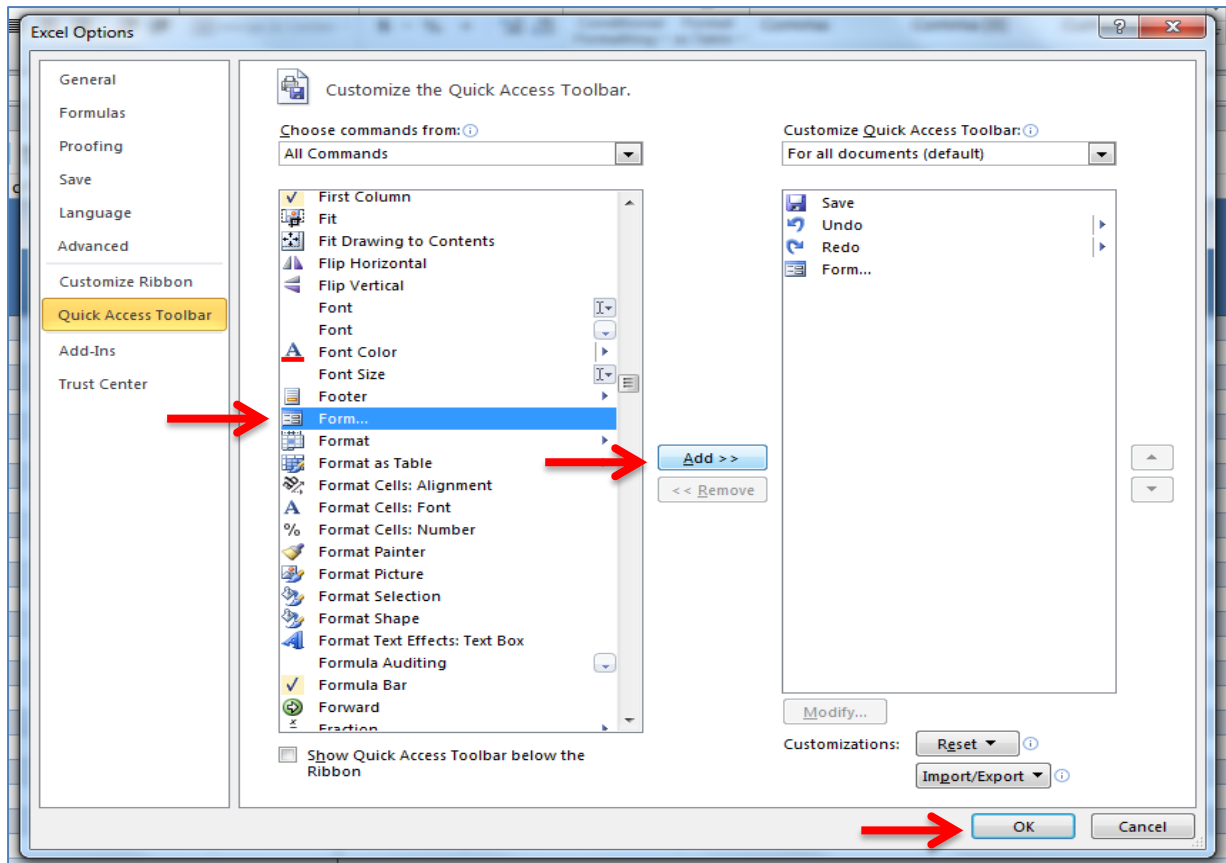 Excel Options
General
Formulas
Proofing
Save
Language
Advanced
Customize Ribbon
Quick Access Toolbar
Add-Ins
Trust Center
Customize the Quick Access Toolbar.
Choose commands from:
All Commands
First Column
Fit
Fit Drawing to Contents
Flip Horizontal
Flip Vertical
Font
Font
Font Color
Font Size
Footer
Form...
Format
Format as Table
Format Cells: Alignment
Format Cells: Font
Format Cells: Number
Format Painter
Format Picture
Format Selection
Format Shape
Format Text Effects: Text Box
Formula Auditing
Formula Bar
Forward
Fraction
Show Quick Access Toolbar below the
Ribbon
Add >>
<< Remove
Customize Quick Access Toolbar:
For all documents (default)
Save
Undo
Redo
Form...
Modify...
Customizations:
Reset
Import/Export
OK
Cancel